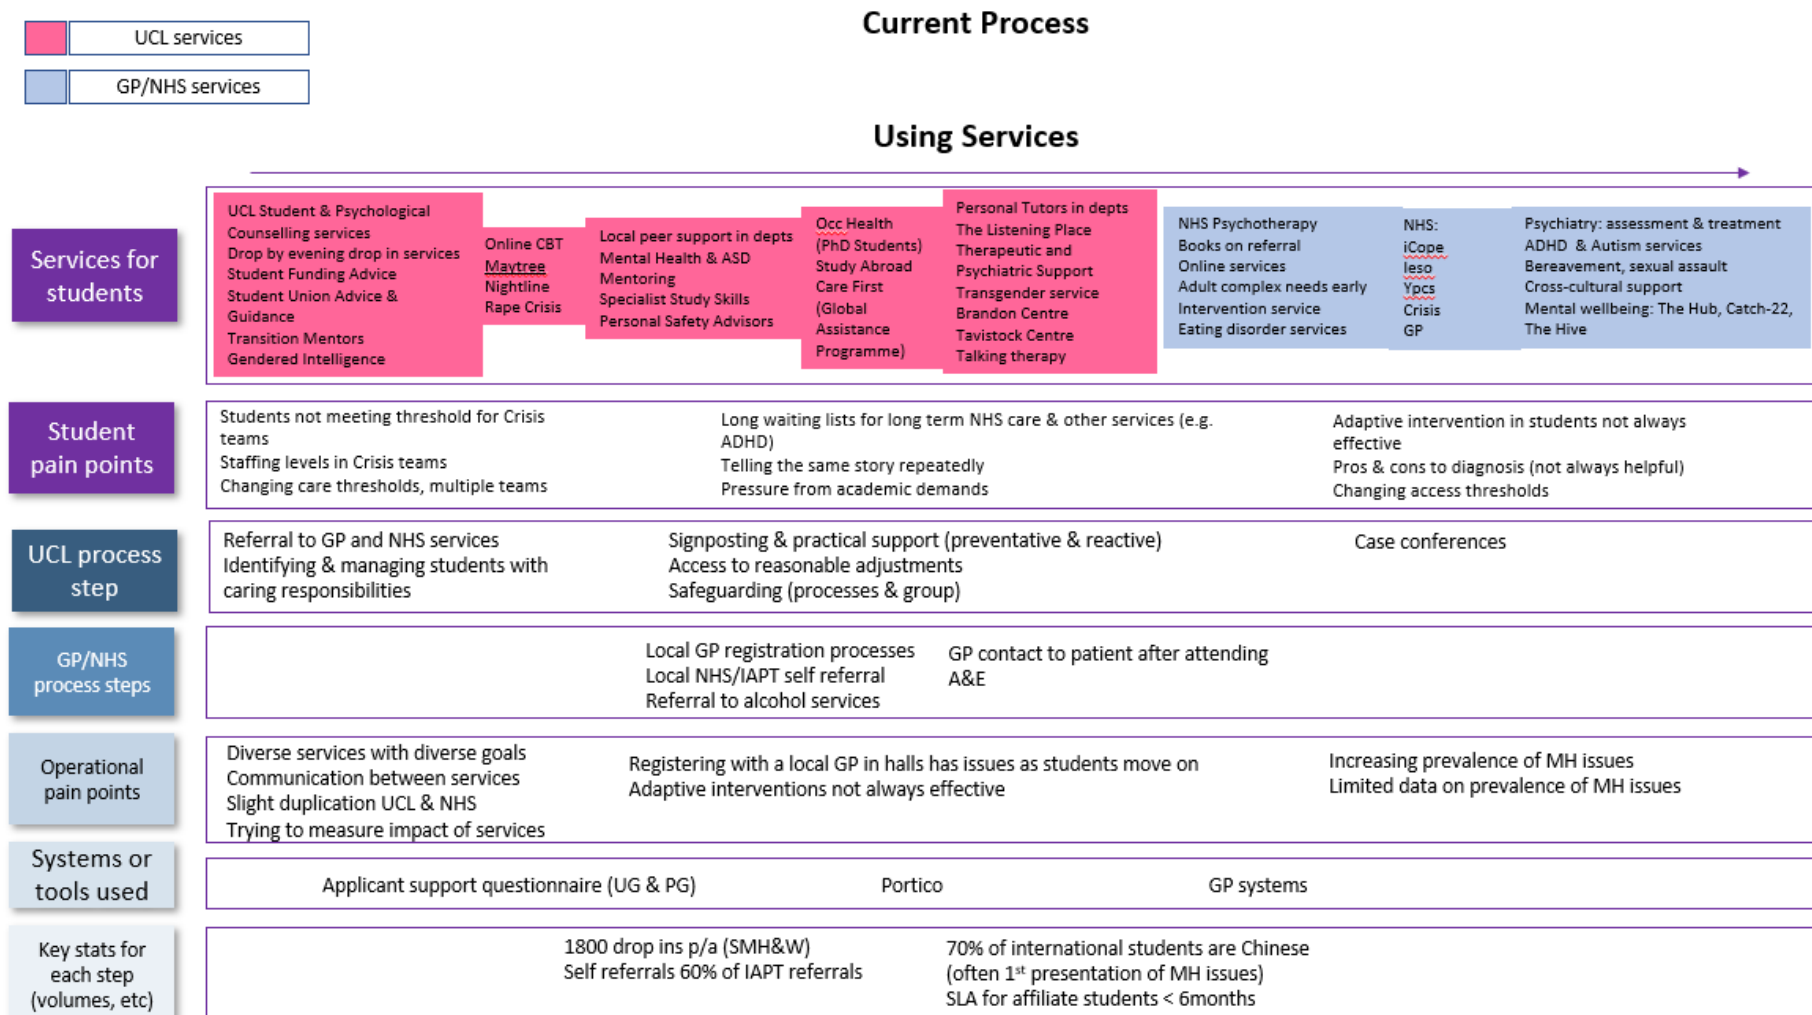 Current Process
UCL services
GP/NHS services
Using Services
Services for
students
UCL Student & Psychological
Counselling services
Drop by evening drop in services
Student Funding Advice
Student Union Advice &
Guidance
Transition Mentors
Gendered Intelligence
Online CBT
Maytree
Nightline
Rape Crisis
Local peer support in depts
Mental Health & ASD
Mentoring
Specialist Study Skills
Personal Safety Advisors
Occ Health
(PhD Students)
Study Abroad
Care First
(Global
Assistance
Programme)
Personal Tutors in depts
The Listening Place
Therapeutic and
Psychiatric Support
Transgender service
Brandon Centre
Tavistock Centre
Talking therapy
NHS Psychotherapy
Books on referral
Online services
Adult complex needs early
Intervention service
Eating disorder services
NHS:
iCope
Ieso
Ypcs
Crisis
GP
Psychiatry: assessment & treatment
ADHD & Autism services
Bereavement, sexual assault
Cross-cultural support
Mental wellbeing: The Hub, Catch-22,
The Hive
Student
pain points
Students not meeting threshold for Crisis
teams
Staffing levels in Crisis teams
Changing care thresholds, multiple teams
Long waiting lists for long term NHS care & other services (e.g.
ADHD)
Telling the same story repeatedly
Pressure from academic demands
Adaptive intervention in students not always
effective
Pros & cons to diagnosis (not always helpful)
Changing access thresholds
UCL process
step
Referral to GP and NHS services
Identifying & managing students with
caring responsibilities
Signposting & practical support (preventative & reactive)
Access to reasonable adjustments
Safeguarding (processes & group)
Case conferences
GP/NHS
process steps
Local GP registration processes
Local NHS/IAPT self referral
Referral to alcohol services
GP contact to patient after attending
A&E
Operational
pain points
Diverse services with diverse goals
Communication between services
Slight duplication UCL & NHS
Trying to measure impact of services
Registering with a local GP in halls has issues as students move on
Adaptive interventions not always effective
Increasing prevalence of MH issues
Limited data on prevalence of MH issues
Systems or
tools used
Applicant support questionnaire (UG & PG)
Portico
GP systems
Key stats for
each step
(volumes, etc)
1800 drop ins p/a (SMH&W)
Self referrals 60% of IAPT referrals
70% of international students are Chinese
(often 1st presentation of MH issues)
SLA for affiliate students < 6months